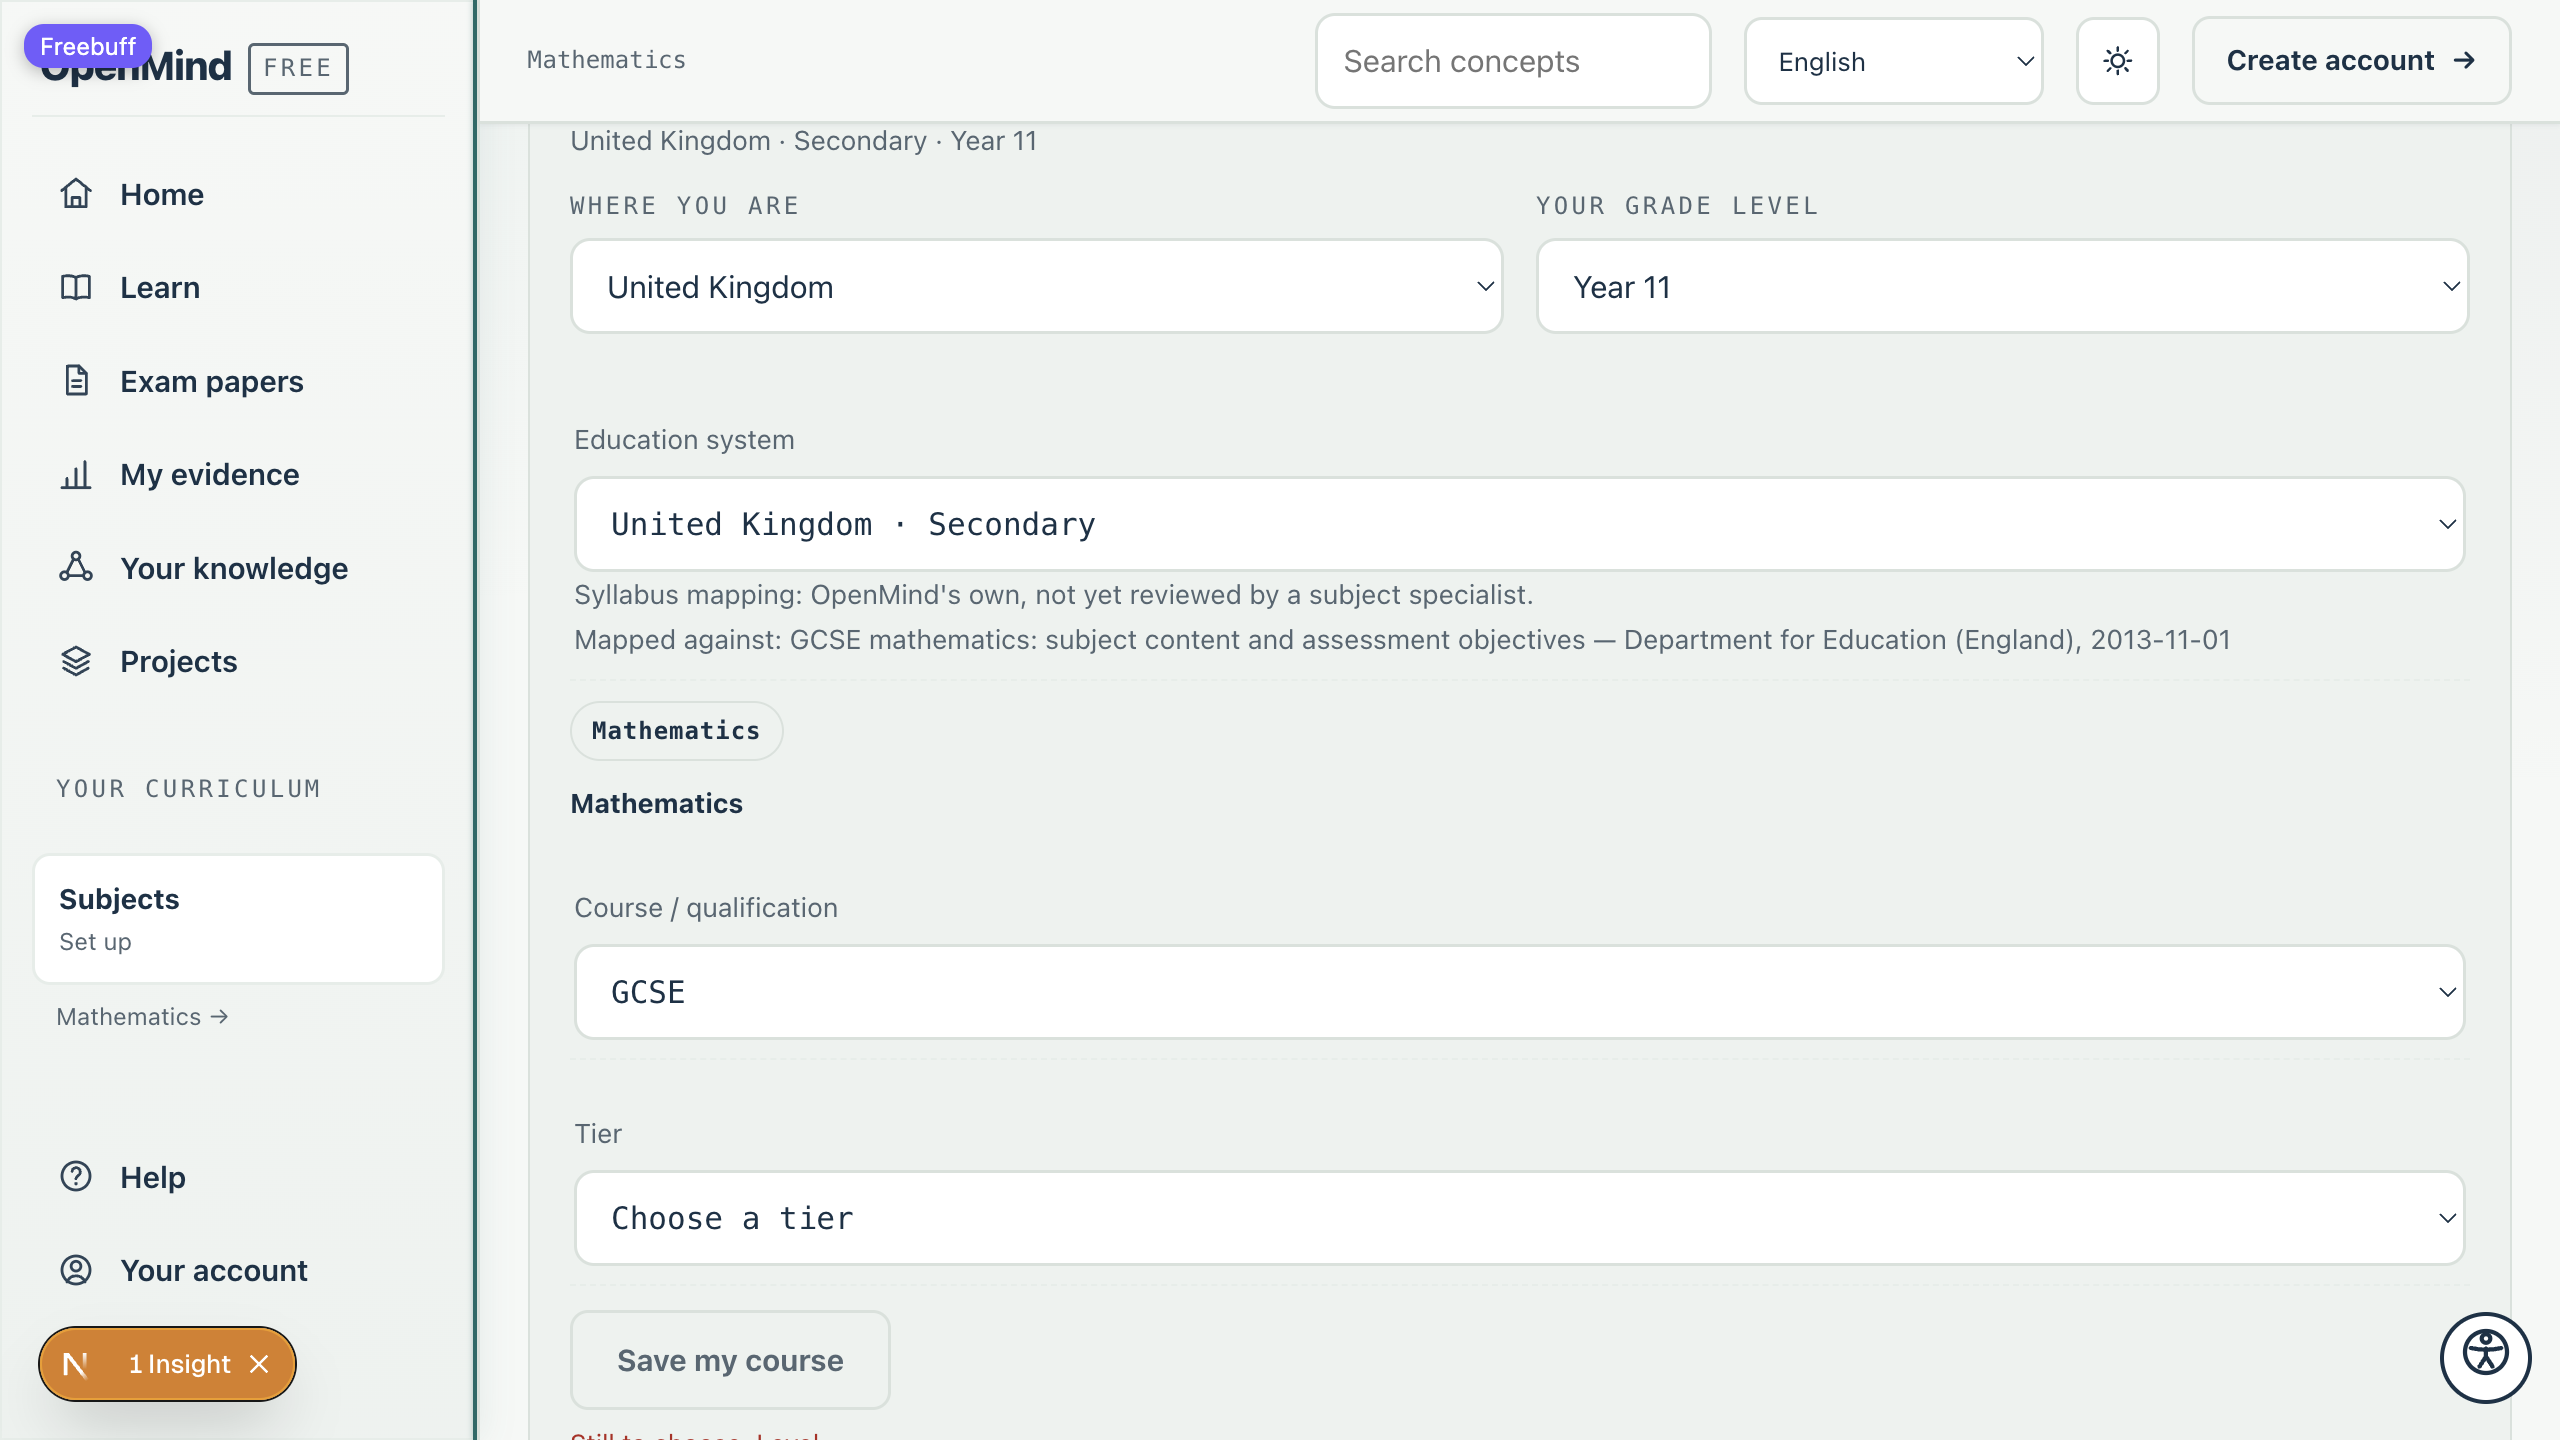 Freebuff
OpenMind FREE
Home
Learn
Exam papers
My evidence
Your knowledge
Projects
YOUR CURRICULUM
Subjects
Set up
Mathematics →
Help
Your account
1 Insight
Mathematics
Search concepts
English
Create account →
United Kingdom · Secondary · Year 11
WHERE YOU ARE
United Kingdom
YOUR GRADE LEVEL
Year 11
Education system
United Kingdom · Secondary
Syllabus mapping: OpenMind's own, not yet reviewed by a subject specialist.
Mapped against: GCSE mathematics: subject content and assessment objectives — Department for Education (England), 2013-11-01
Mathematics
Mathematics
Course / qualification
GCSE
Tier
Choose a tier
Save my course
Still to choose: Level